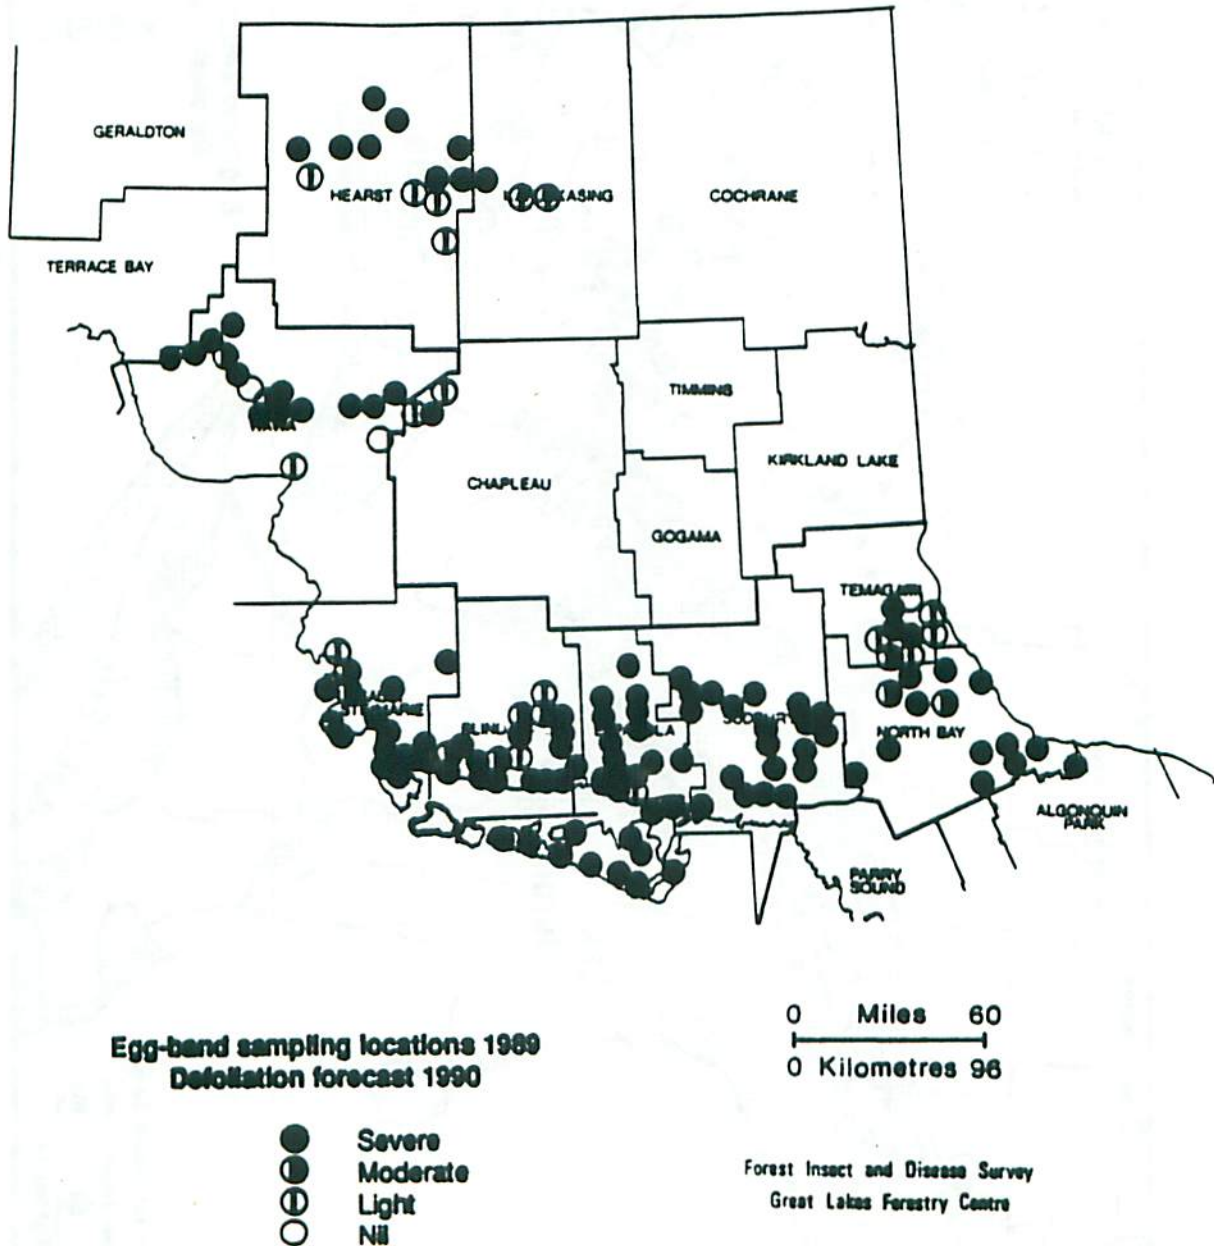 GERALDTON
HEARST
COCHRANE
TERRACE BAY
TIMMINS
KIRKLAND LAKE
CHAPLEAU
GOGAMA
NORTH BAY
ALGONQUIN
PARK
PARRY
SOUND
0 Miles 60
0 Kilometres 96
Egg-band sampling locations 1989
Defoliation forecast 1990
Severe
Moderate
Light
Nil
Forest Insect and Disease Survey
Great Lakes Forestry Centre